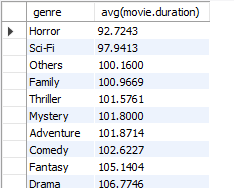 genre avg(movie.duration)
Horror 92.7243
Sci-Fi 97.9413
Others 100.1600
Family 100.9669
Thriller 101.5761
Mystery 101.8000
Adventure 101.8714
Comedy 102.6227
Fantasy 105.1404
Drama 106.7746